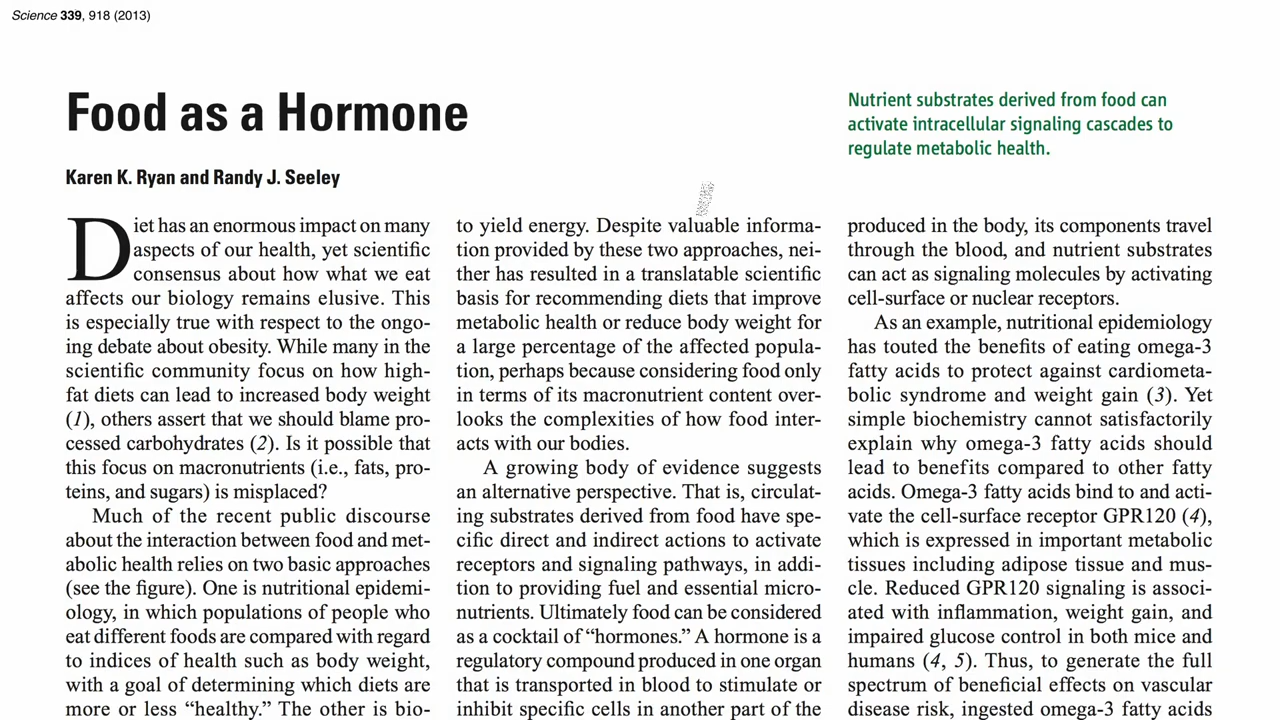 Science 339, 918 (2013)
Food as a Hormone
Karen K. Ryan and Randy J. Seeley
Nutrient substrates derived from food can
activate intracellular signaling cascades to
regulate metabolic health.
Diet has an enormous impact on many
aspects of our health, yet scientific
consensus about how what we eat
affects our biology remains elusive. This
is especially true with respect to the ongo-
ing debate about obesity. While many in the
scientific community focus on how high-
fat diets can lead to increased body weight
(1), others assert that we should blame pro-
cessed carbohydrates (2). Is it possible that
this focus on macronutrients (i.e., fats, pro-
teins, and sugars) is misplaced?
Much of the recent public discourse
about the interaction between food and met-
abolic health relies on two basic approaches
(see the figure). One is nutritional epidemi-
ology, in which populations of people who
eat different foods are compared with regard
to indices of health such as body weight,
with a goal of determining which diets are
more or less “healthy.” The other is bio-
to yield energy. Despite valuable informa-
tion provided by these two approaches, nei-
ther has resulted in a translatable scientific
basis for recommending diets that improve
metabolic health or reduce body weight for
a large percentage of the affected popula-
tion, perhaps because considering food only
in terms of its macronutrient content over-
looks the complexities of how food inter-
acts with our bodies.
A growing body of evidence suggests
an alternative perspective. That is, circulat-
ing substrates derived from food have spe-
cific direct and indirect actions to activate
receptors and signaling pathways, in addi-
tion to providing fuel and essential micro-
nutrients. Ultimately food can be considered
as a cocktail of “hormones.” A hormone is a
regulatory compound produced in one organ
that is transported in blood to stimulate or
inhibit specific cells in another part of the
produced in the body, its components travel
through the blood, and nutrient substrates
can act as signaling molecules by activating
cell-surface or nuclear receptors.
As an example, nutritional epidemiology
has touted the benefits of eating omega-3
fatty acids to protect against cardiometa-
bolic syndrome and weight gain (3). Yet
simple biochemistry cannot satisfactorily
explain why omega-3 fatty acids should
lead to benefits compared to other fatty
acids. Omega-3 fatty acids bind to and acti-
vate the cell-surface receptor GPR120 (4),
which is expressed in important metabolic
tissues including adipose tissue and mus-
cle. Reduced GPR120 signaling is associ-
ated with inflammation, weight gain, and
impaired glucose control in both mice and
humans (4, 5). Thus, to generate the full
spectrum of beneficial effects on vascular
disease risk, ingested omega-3 fatty acids